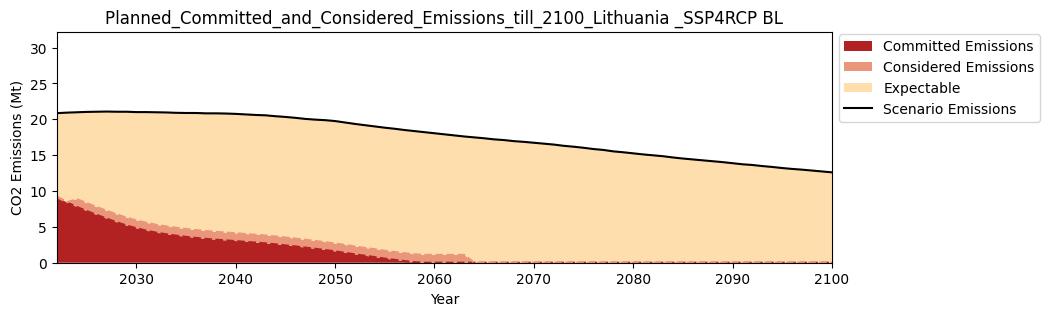 Planned_Committed_and_Considered_Emissions_till_2100_Lithuania _SSP4RCP BL
CO2 Emissions (Mt)
30
25
20
15
10
5
0
2030 2040 2050 2060 2070 2080 2090 2100
Year
Committed Emissions
Considered Emissions
Expectable
Scenario Emissions